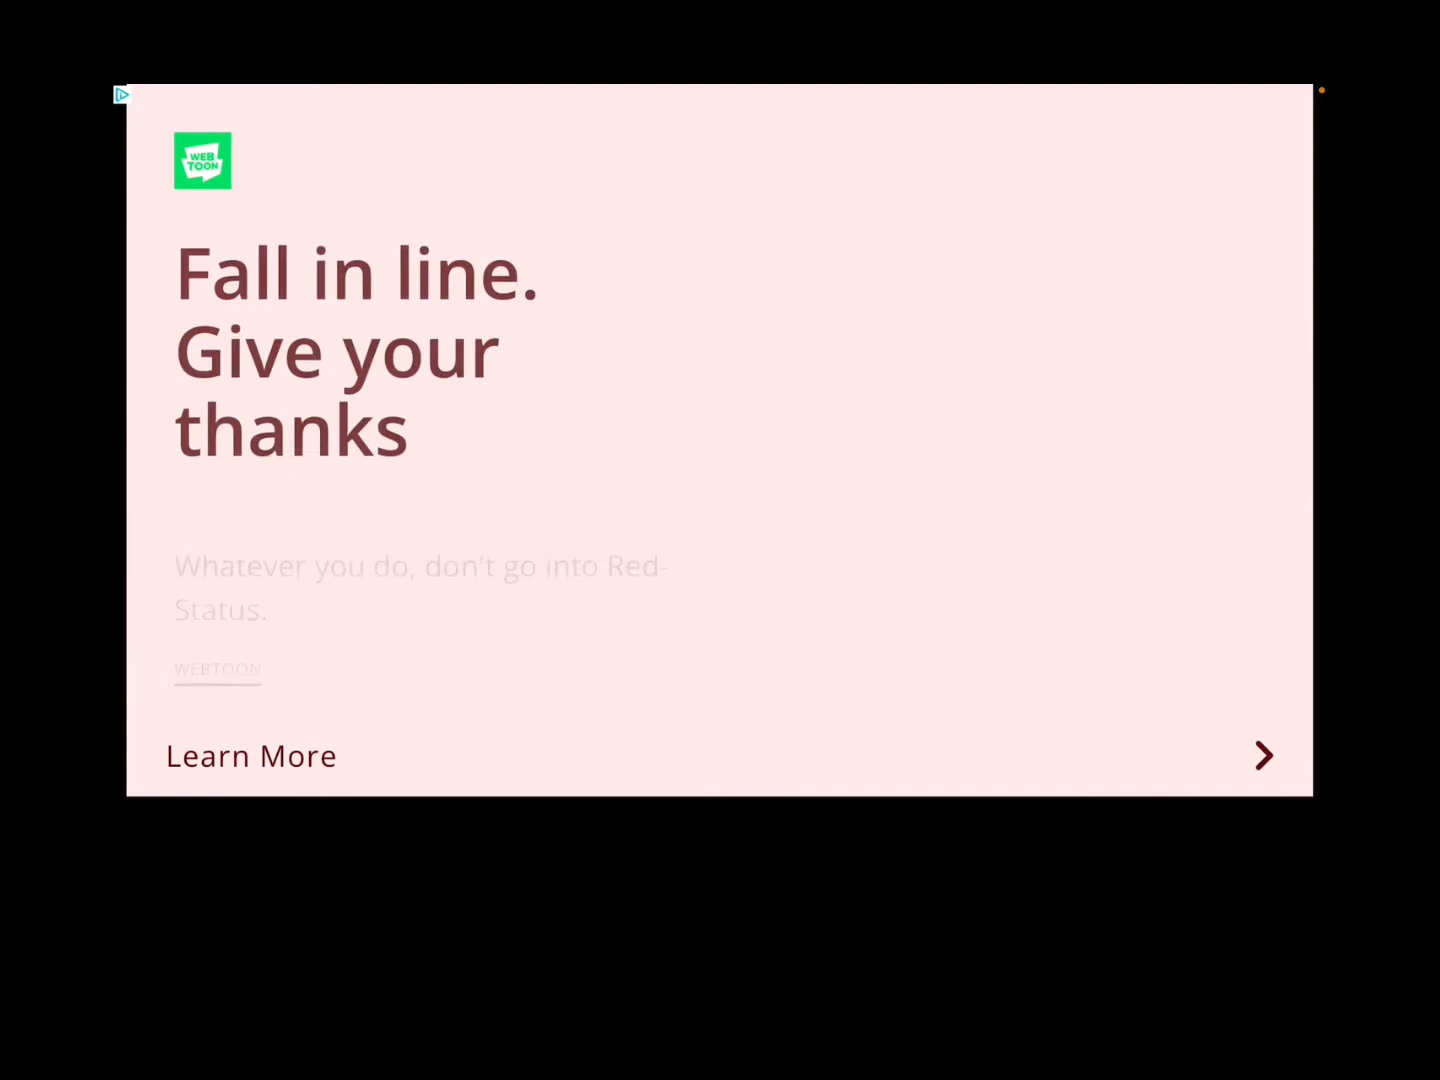 WEB
TOON
Fall in line.
Give your
thanks
Whatever you do, don't go into Red-
Status.
WEBTOON
Learn More